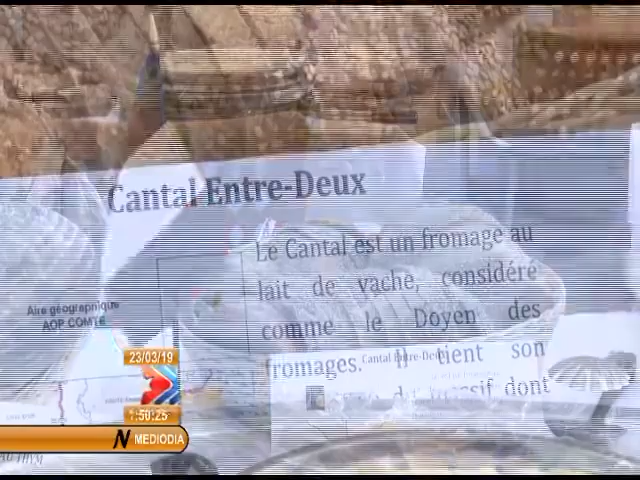 Cantal Entre-Deux
Le Cantal est un fromage au
lait de vache, considéré
comme le Doyen des
fromages. Il tient son
dont
Cantal Entre-Deux
Aire géographique
AOP COMTÉ
23/03/19
1:50:25
N MEDIODIA